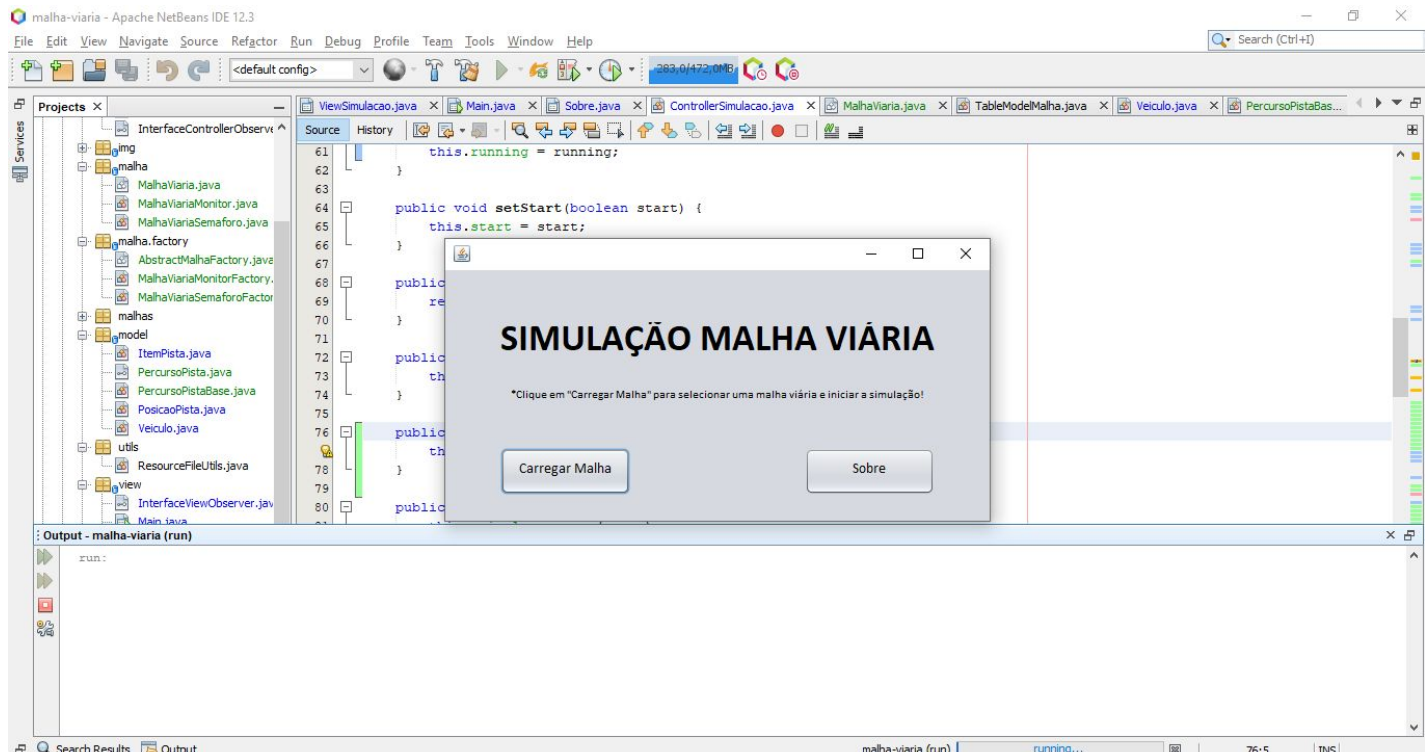 malha-viaria - Apache NetBeans IDE 12.3
File Edit View Navigate Source Refactor Run Debug Profile Team Tools Window Help
Search (Ctrl+I)
<default config>
283,0/472,0MB
Projects
ViewSimulacao.java Main.java Sobre.java ControllerSimulacao.java MalhaViaria.java TableModelMalha.java Veiculo.java PercursoPistaBas...
Services
InterfaceControllerObserve
img
malha
MalhaViaria.java
MalhaViariaMonitor.java
MalhaViariaSemaforo.java
malha.factory
AbstractMalhaFactory.java
MalhaViariaMonitorFactory.
MalhaViariaSemaforoFactor
malhas
model
ItemPista.java
PercursoPista.java
PercursoPistaBase.java
PosicaoPista.java
Veiculo.java
utils
ResourceFileUtils.java
view
InterfaceViewObserver.jav
Main.java
Source History
61 this.running = running;
62 }
63
64 public void setStart(boolean start) {
65 this.start = start;
66 }
67
68 public
69 re
70 }
71
72 public
73 th
74 }
75
76 public
th
78 }
79
80 public
SIMULAÇÃO MALHA VIÁRIA
*Clique em "Carregar Malha" para selecionar uma malha viária e iniciar a simulação!
Carregar Malha
Sobre
Output - malha-viaria (run)
run:
Search Results Output
malha-viaria (run) running... 76:5 INS